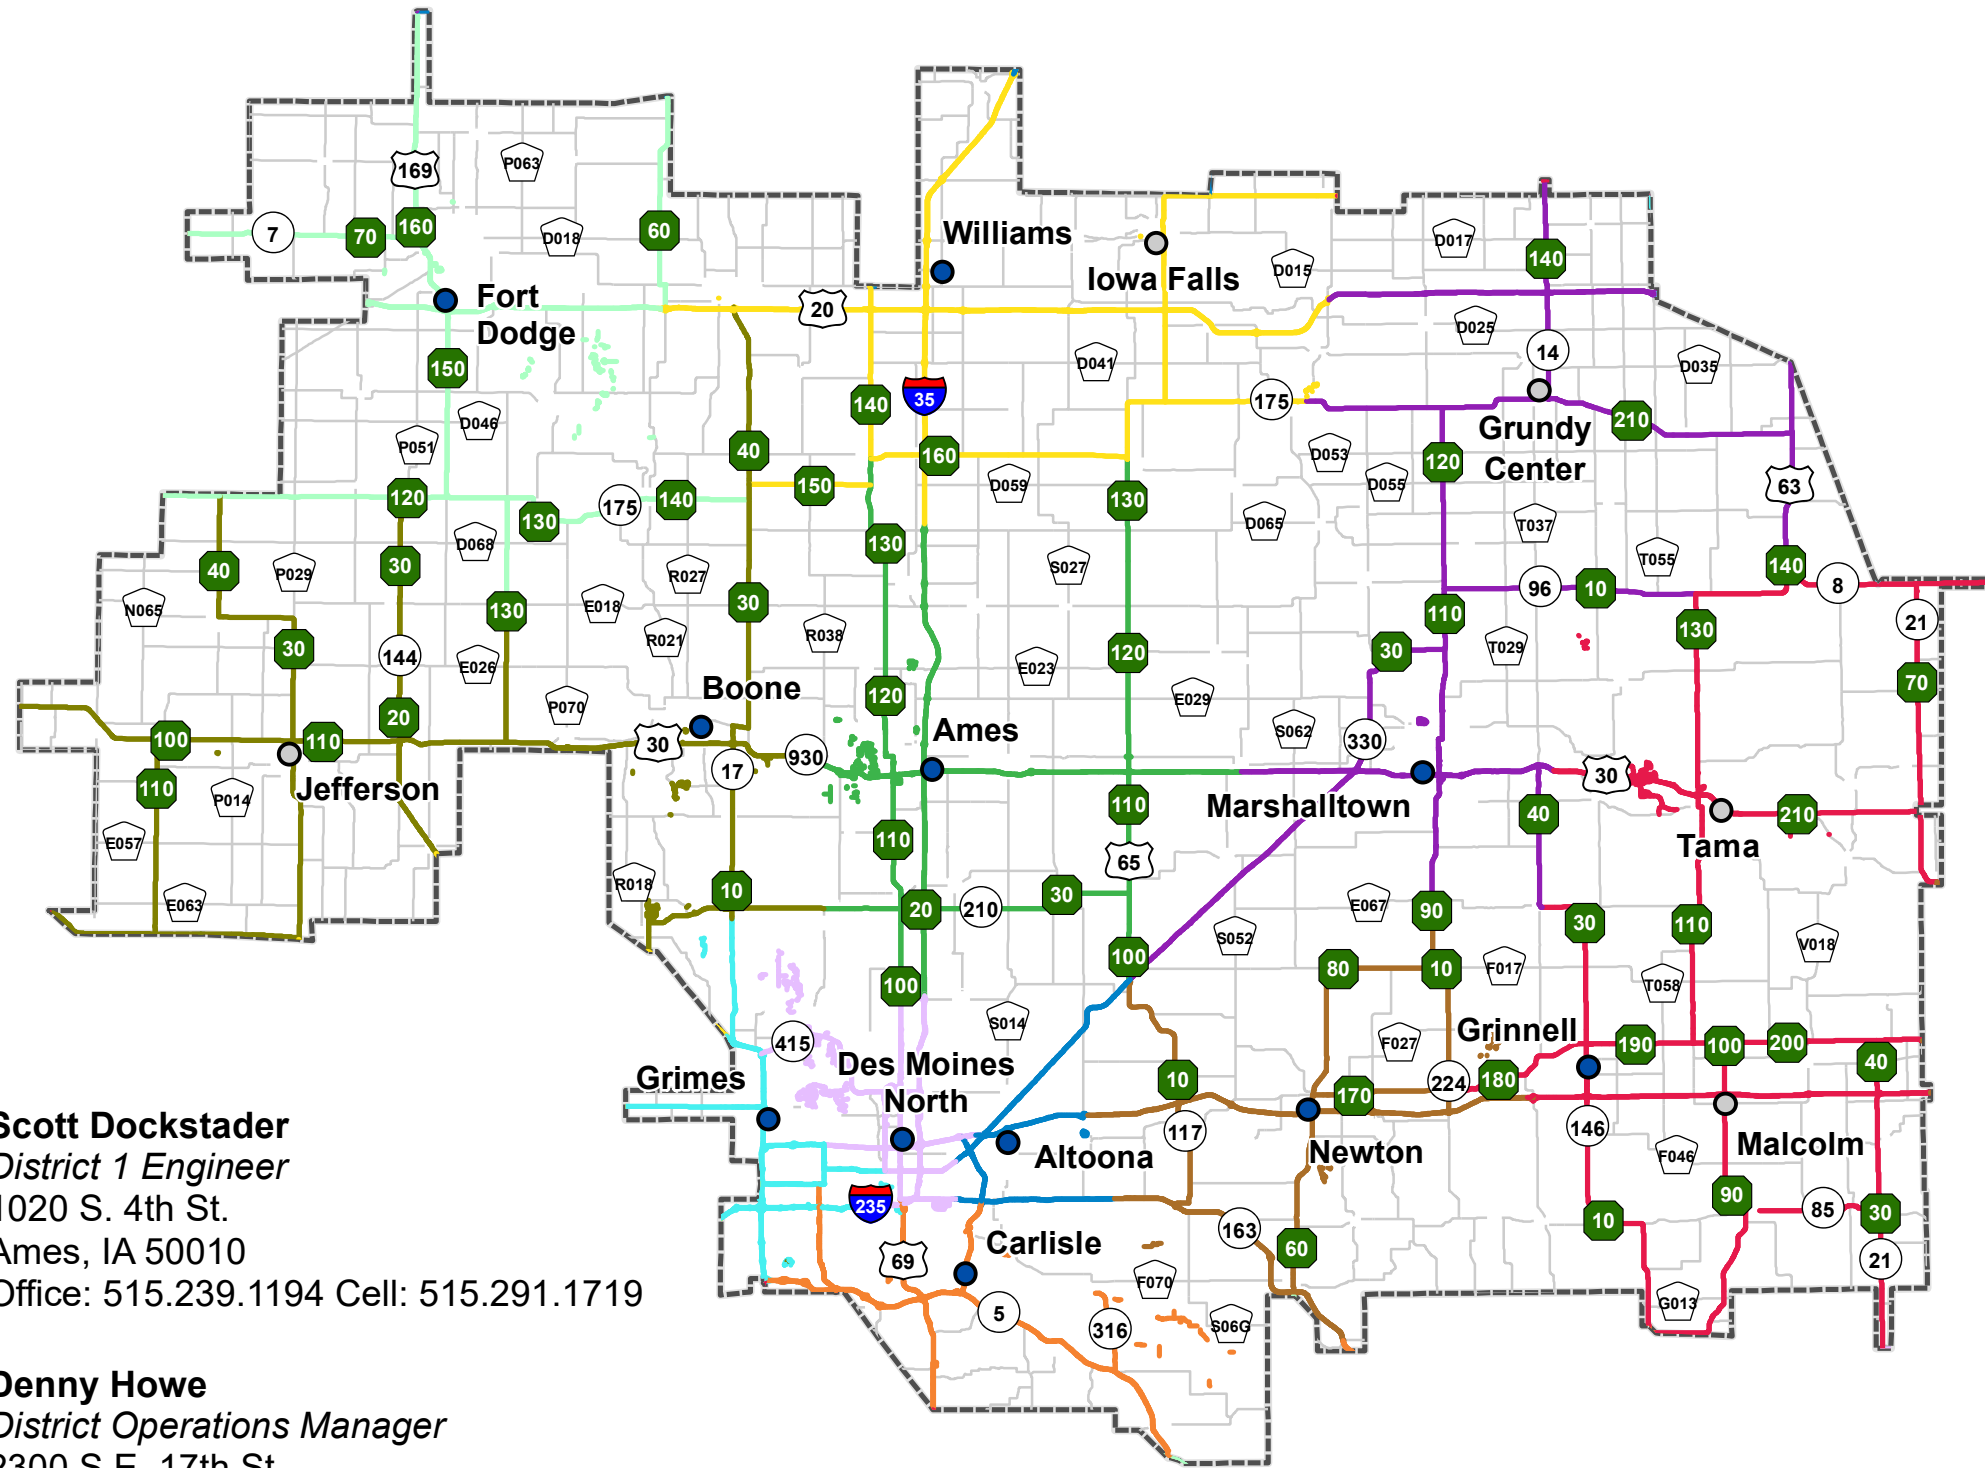 169
P063
7
70
160
D018
60
Williams
Iowa Falls
D015
D017
140
Fort
Dodge
20
D025
14
D035
150
D041
35
140
175
Grundy
Center
210
D046
P051
40
160
D053
120
D055
63
120
175
140
150
D059
130
130
D065
T037
D068
130
40
P029
30
R027
S027
T055
140
8
96
10
N065
130
E018
30
R038
110
21
130
30
144
E026
R021
120
E023
30
T029
70
Boone
120
E029
P070
20
Ames
S062
330
100
110
30
930
17
30
Jefferson
110
P014
Marshalltown
110
40
Tama
210
E057
110
65
E063
R018
10
20
210
30
E067
90
30
110
V018
S052
100
80
10
F017
100
T058
S014
415
Grinnell
F027
190
100
200
40
Des Moines
North
Grimes
10
170
224
180
117
146
Altoona
Newton
F046
Malcolm
Scott Dockstader
District 1 Engineer
1020 S. 4th St.
Ames, IA 50010
Office: 515.239.1194 Cell: 515.291.1719
235
90
85
30
10
163
60
69
Carlisle
F070
21
5
316
S06G
G013
Denny Howe
District Operations Manager
2300 S.E. 17th St.